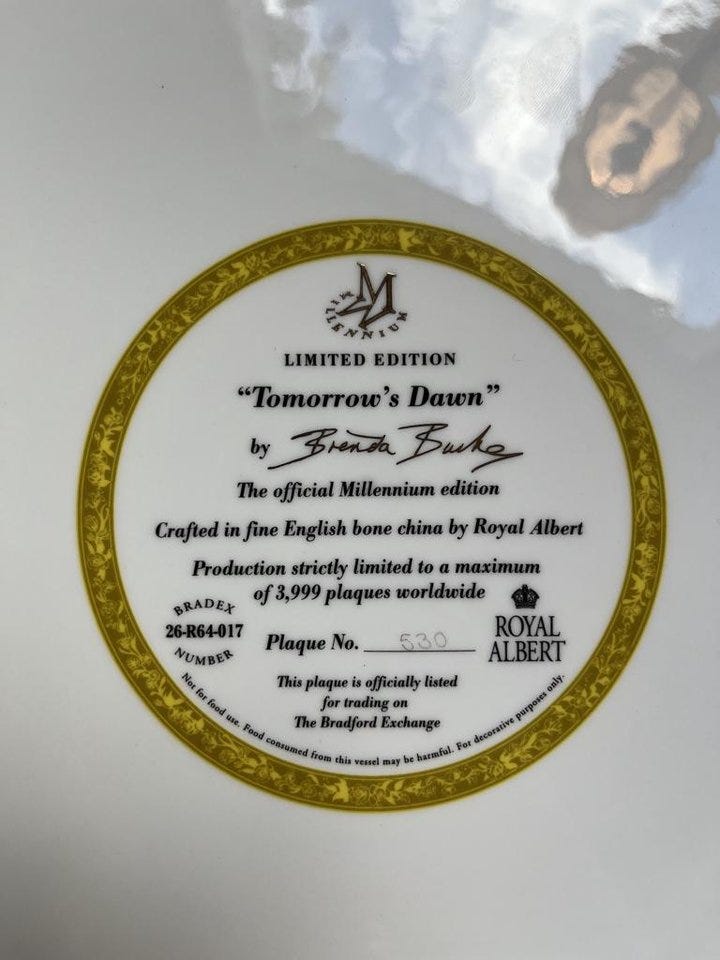 M
MILLENNIUM
LIMITED EDITION
“Tomorrow's Dawn”
by Brenda Burke
The official Millennium edition
Crafted in fine English bone china by Royal Albert
Production strictly limited to a maximum
of 3,999 plaques worldwide
BRADEX
26-R64-017
NUMBER
Plaque No. 530
ROYAL
ALBERT
This plaque is officially listed
for trading on
The Bradford Exchange
Not for food use. Food consumed from this vessel may be harmful. For decorative purposes only.